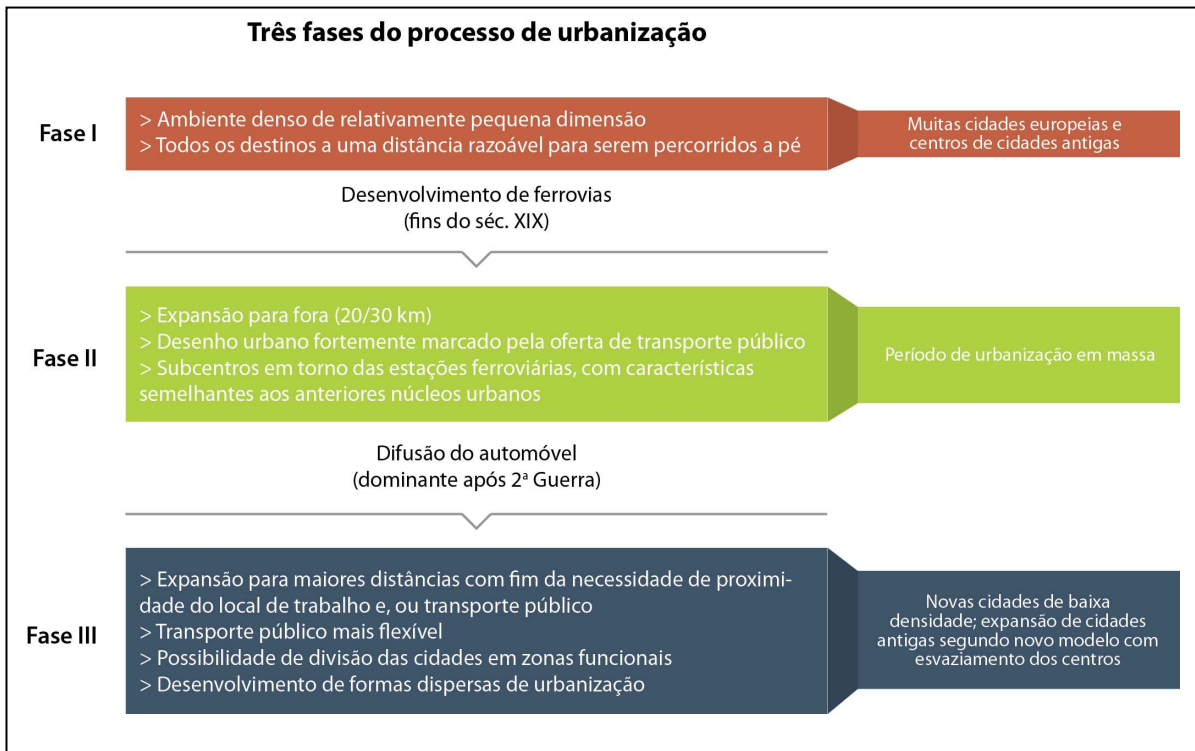 Três fases do processo de urbanização
Fase I
> Ambiente denso de relativamente pequena dimensão
> Todos os destinos a uma distância razoável para serem percorridos a pé
Muitas cidades europeias e
centros de cidades antigas
Desenvolvimento de ferrovias
(fins do séc. XIX)
Fase II
> Expansão para fora (20/30 km)
> Desenho urbano fortemente marcado pela oferta de transporte público
> Subcentros em torno das estações ferroviárias, com características
semelhantes aos anteriores núcleos urbanos
Período de urbanização em massa
Difusão do automóvel
(dominante após 2ª Guerra)
Fase III
> Expansão para maiores distâncias com fim da necessidade de proximi-
dade do local de trabalho e, ou transporte público
> Transporte público mais flexível
> Possibilidade de divisão das cidades em zonas funcionais
> Desenvolvimento de formas dispersas de urbanização
Novas cidades de baixa
densidade; expansão de cidades
antigas segundo novo modelo com
esvaziamento dos centros